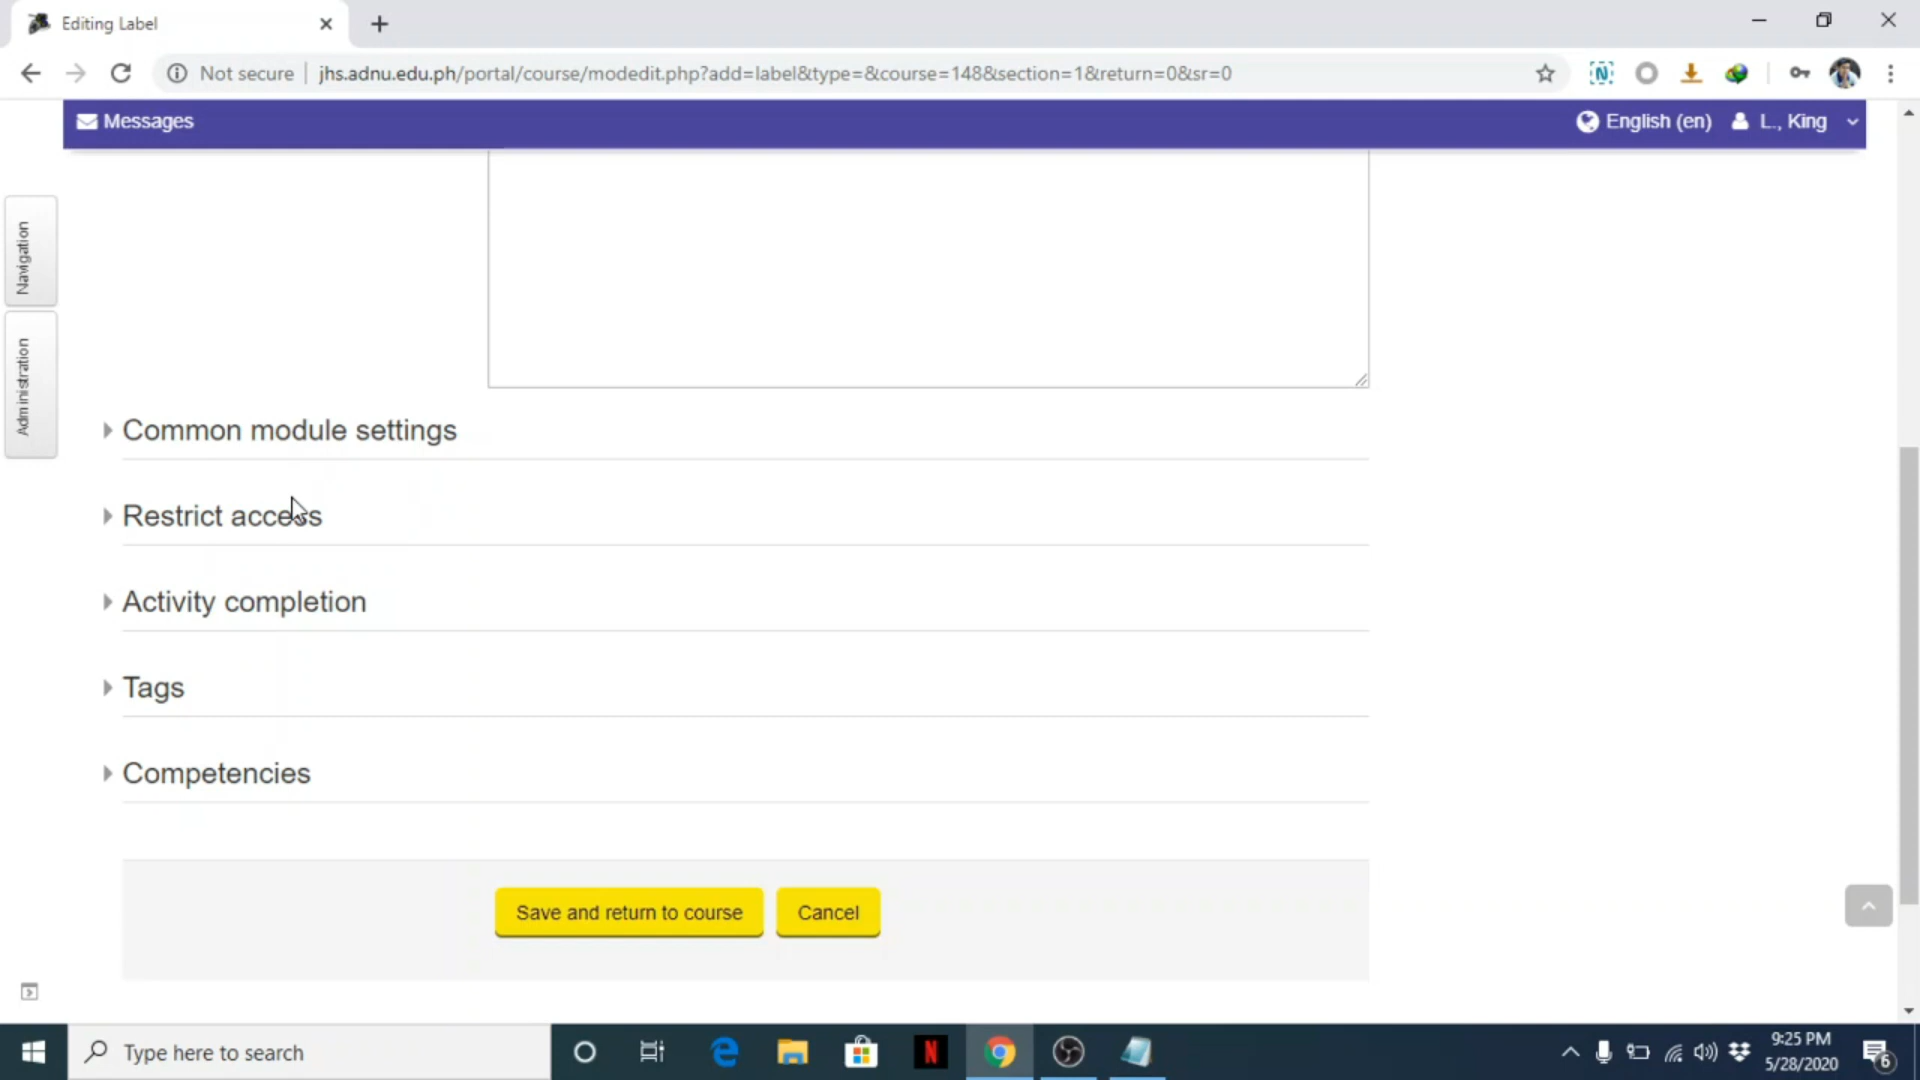 Editing Label
Not secure
jhs.adnu.edu.ph/portal/course/modedit.php?add=label&type=&course=148&section=1&return=0&sr=0
Messages
English (en)
L., King
Navigation
Administration
Common module settings
Restrict access
Activity completion
Tags
Competencies
Save and return to course
Cancel
Type here to search
9:25 PM
5/28/2020
6